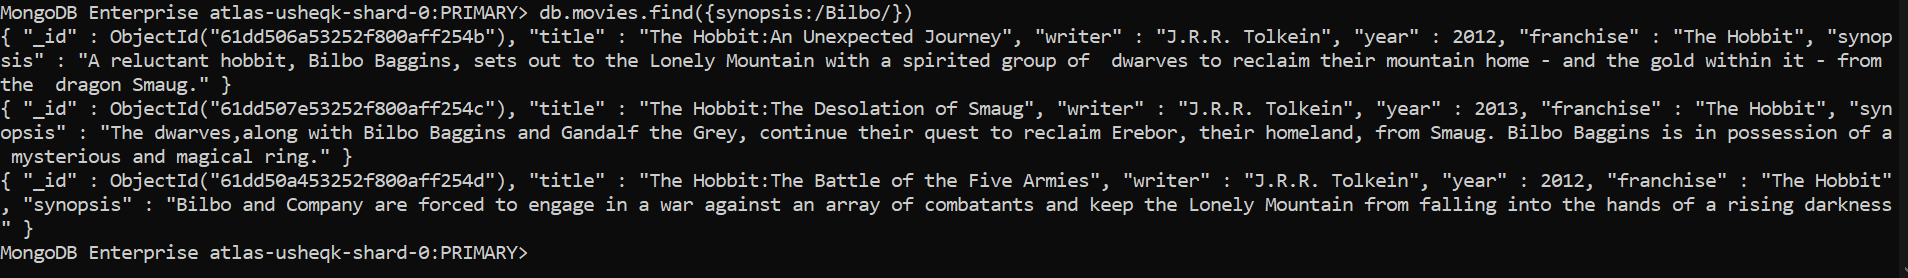 MongoDB Enterprise atlas-usheqk-shard-0:PRIMARY> db.movies.find({synopsis:/Bilbo/})
{ "_id" : ObjectId("61dd506a53252f800aff254b"), "title" : "The Hobbit:An Unexpected Journey", "writer" : "J.R.R. Tolkein", "year" : 2012, "franchise" : "The Hobbit", "synop
sis" : "A reluctant hobbit, Bilbo Baggins, sets out to the Lonely Mountain with a spirited group of  dwarves to reclaim their mountain home - and the gold within it - from
the  dragon Smaug." }
{ "_id" : ObjectId("61dd507e53252f800aff254c"), "title" : "The Hobbit:The Desolation of Smaug", "writer" : "J.R.R. Tolkein", "year" : 2013, "franchise" : "The Hobbit", "syn
opsis" : "The dwarves,along with Bilbo Baggins and Gandalf the Grey, continue their quest to reclaim Erebor, their homeland, from Smaug. Bilbo Baggins is in possession of a
 mysterious and magical ring." }
{ "_id" : ObjectId("61dd50a453252f800aff254d"), "title" : "The Hobbit:The Battle of the Five Armies", "writer" : "J.R.R. Tolkein", "year" : 2012, "franchise" : "The Hobbit"
, "synopsis" : "Bilbo and Company are forced to engage in a war against an array of combatants and keep the Lonely Mountain from falling into the hands of a rising darkness
" }
MongoDB Enterprise atlas-usheqk-shard-0:PRIMARY>